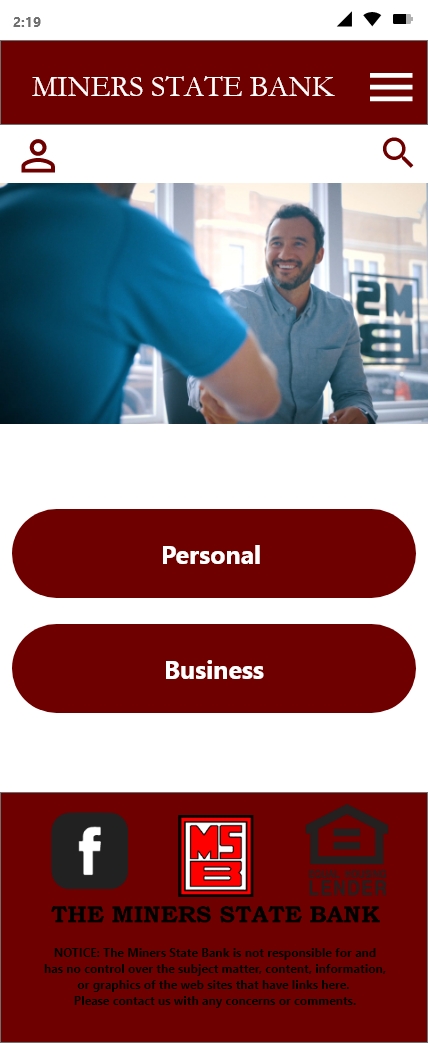 2:19
MINERS STATE BANK
MS
B
Personal
Business
f
MS
B
LENDER
THE MINERS STATE BANK
NOTICE: The Miners State Bank is not responsible for and
has no control over the subject matter, content, information,
or graphics of the web sites that have links here.
Please contact us with any concerns or comments.